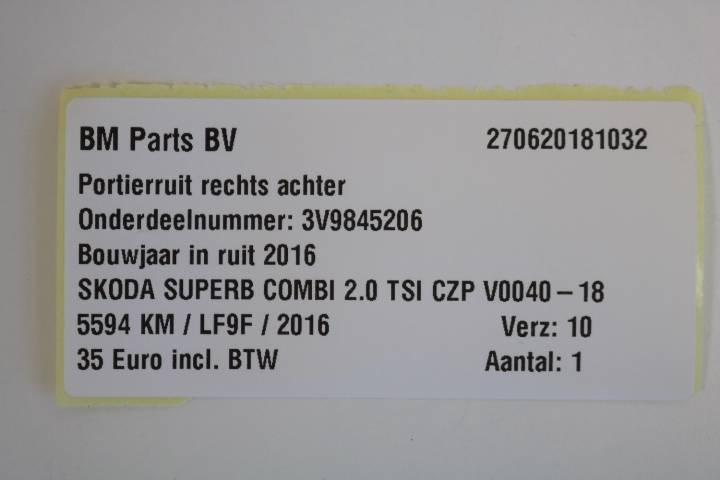 BM Parts BV 270620181032
Portierruit rechts achter
Onderdeelnummer: 3V9845206
Bouwjaar in ruit 2016
SKODA SUPERB COMBI 2.0 TSI CZP V0040-18
5594 KM / LF9F / 2016 Verz: 10
35 Euro incl. BTW Aantal: 1